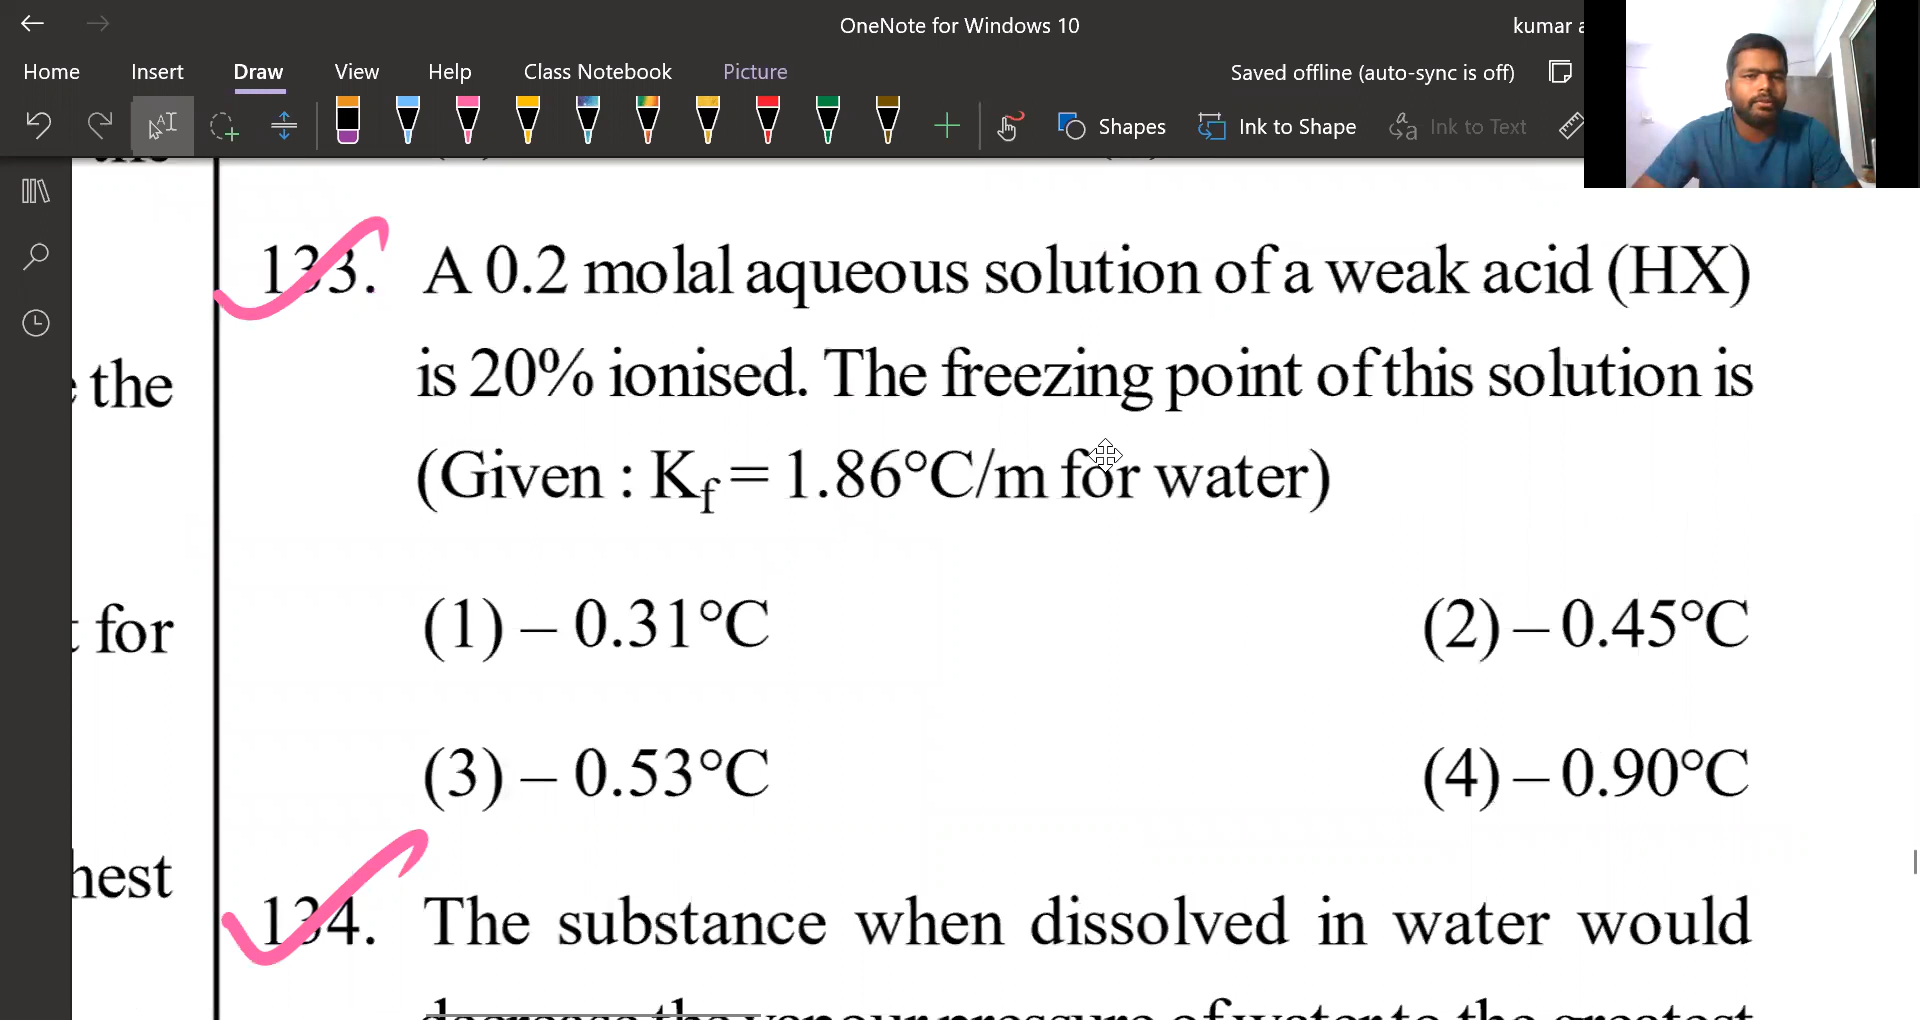 OneNote for Windows 10
kumar
Home Insert Draw View Help Class Notebook Picture
Saved offline (auto-sync is off)
Shapes Ink to Shape Ink to Text
133. A 0.2 molal aqueous solution of a weak acid (HX)
is 20% ionised. The freezing point of this solution is
the
(Given : Kf = 1.86°C/m for water)
(1) – 0.31°C (2) – 0.45°C
for
(3) – 0.53°C (4) – 0.90°C
134. The substance when dissolved in water would